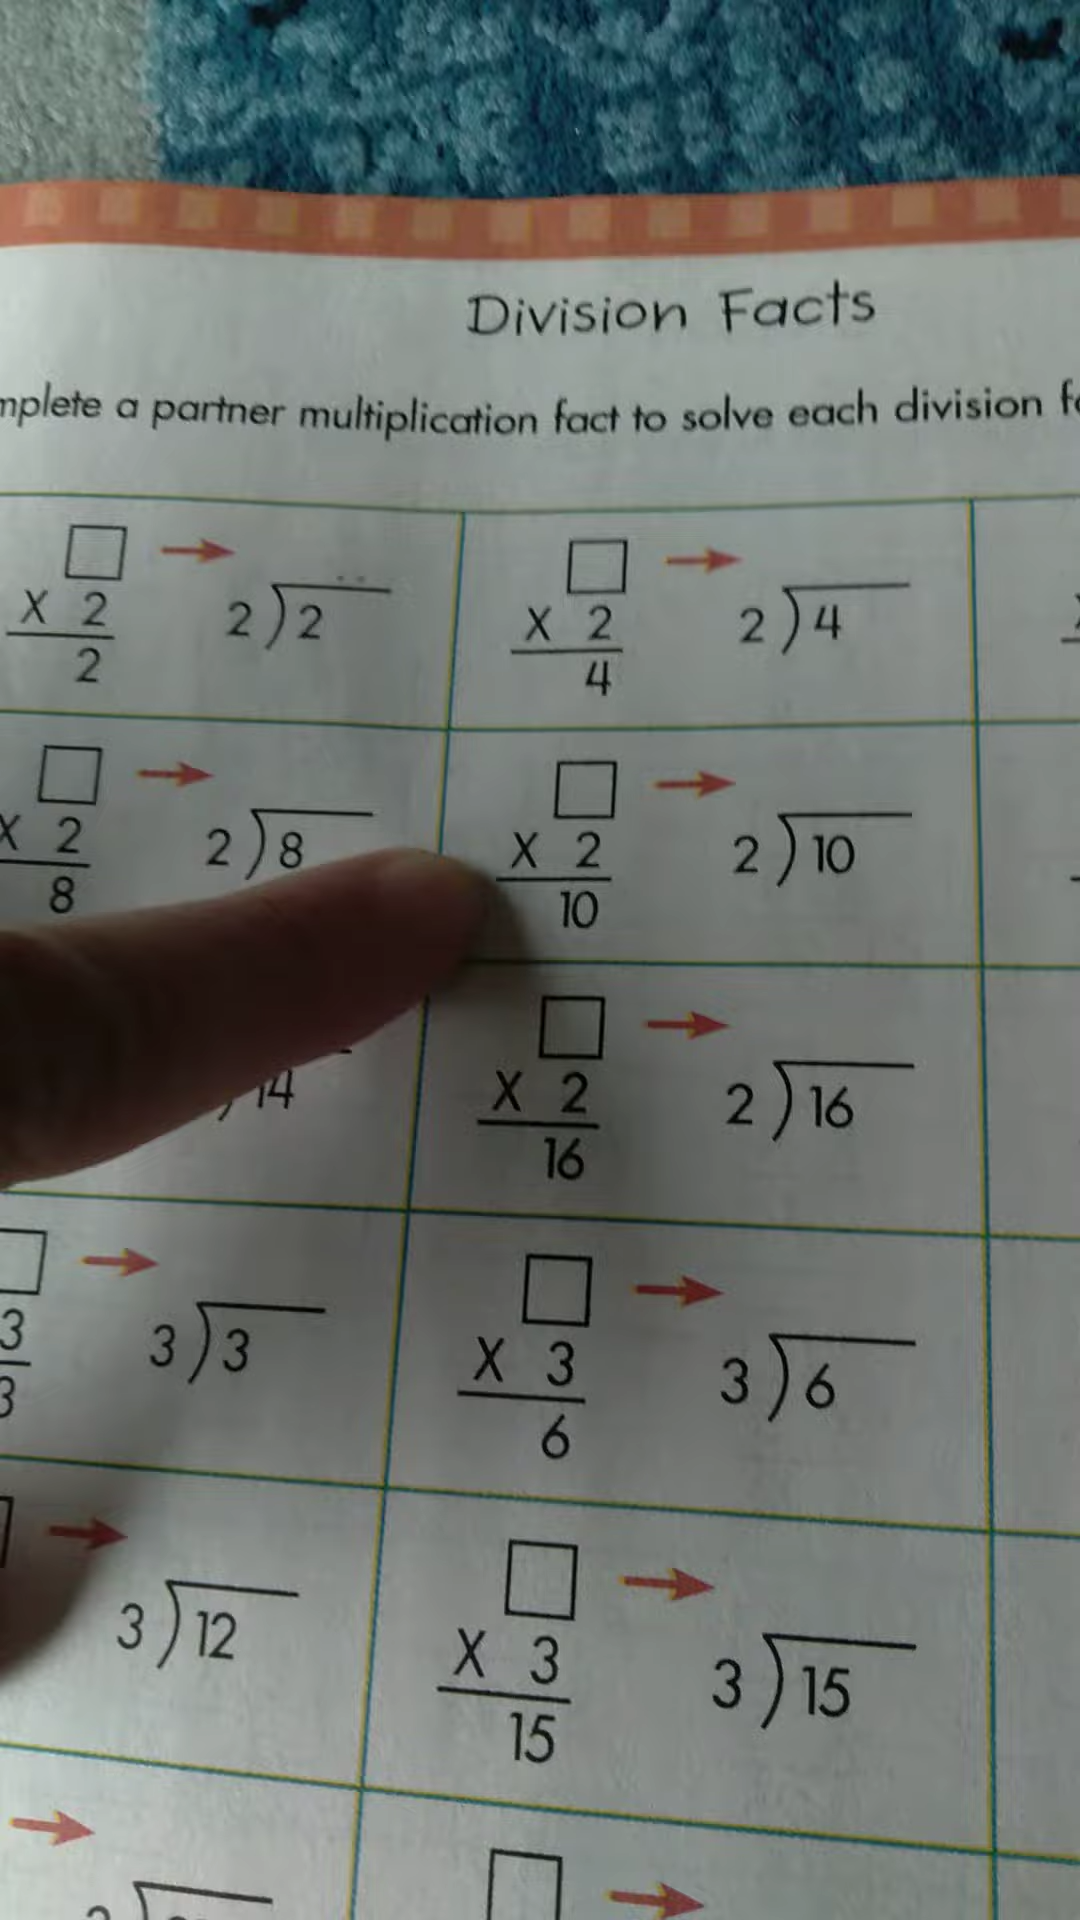 Division Facts
a partner multiplication fact to solve each division
X 2
2
2)2
X 2
4
2)4
X 2
8
2)8
X 2
10
2)10
14
X 2
16
2)16
3
3
3)3
X 3
6
3)6
3)12
X 3
15
3)15